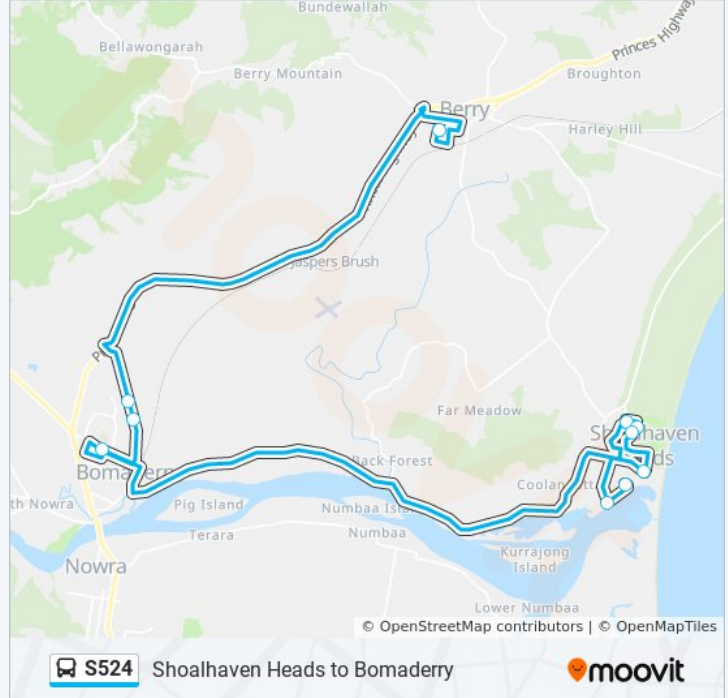 Bundewallah
Princes Highway
Bellawongarah
Berry Mountain
Broughton
Berry
Harley Hill
Jaspers Brush
Far Meadow
Shoalhaven
Heads
Back Forest
Bomaderry
Coolan
th Nowra
Pig Island
Numbaa Isl
Terara
Numbaa
Kurrajong
Island
Nowra
Lower Numbaa
© OpenStreetMap contributors | © OpenMapTiles
S524 Shoalhaven Heads to Bomaderry
moovit